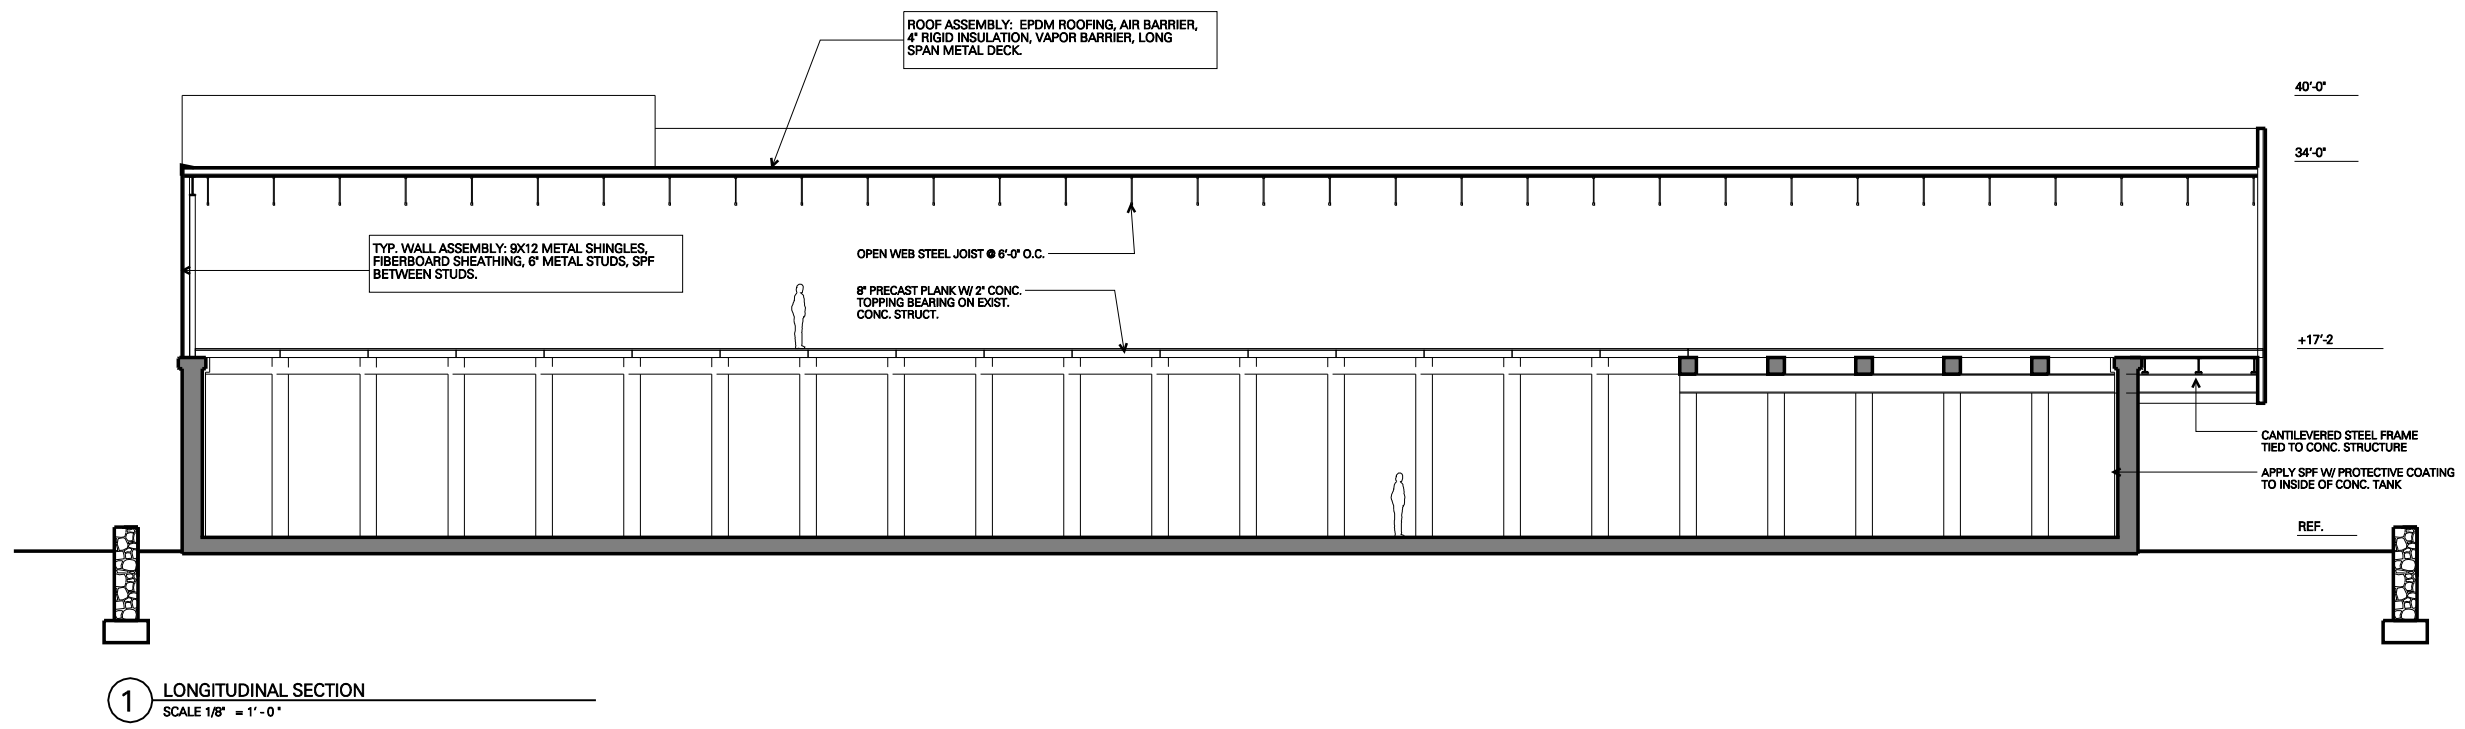 ROOF ASSEMBLY: EPDM ROOFING, AIR BARRIER,
4" RIGID INSULATION, VAPOR BARRIER, LONG
SPAN METAL DECK.
40'-0"
34'-0"
TYP. WALL ASSEMBLY: 9X12 METAL SHINGLES,
FIBERBOARD SHEATHING, 6" METAL STUDS, SPF
BETWEEN STUDS.
OPEN WEB STEEL JOIST @ 6'-0" O.C.
8" PRECAST PLANK W/ 2" CONC.
TOPPING BEARING ON EXIST.
CONC. STRUCT.
+17'-2
CANTILEVERED STEEL FRAME
TIED TO CONC. STRUCTURE
APPLY SPF W/ PROTECTIVE COATING
TO INSIDE OF CONC. TANK
REF.
1
LONGITUDINAL SECTION
SCALE 1/8" = 1' - 0 "